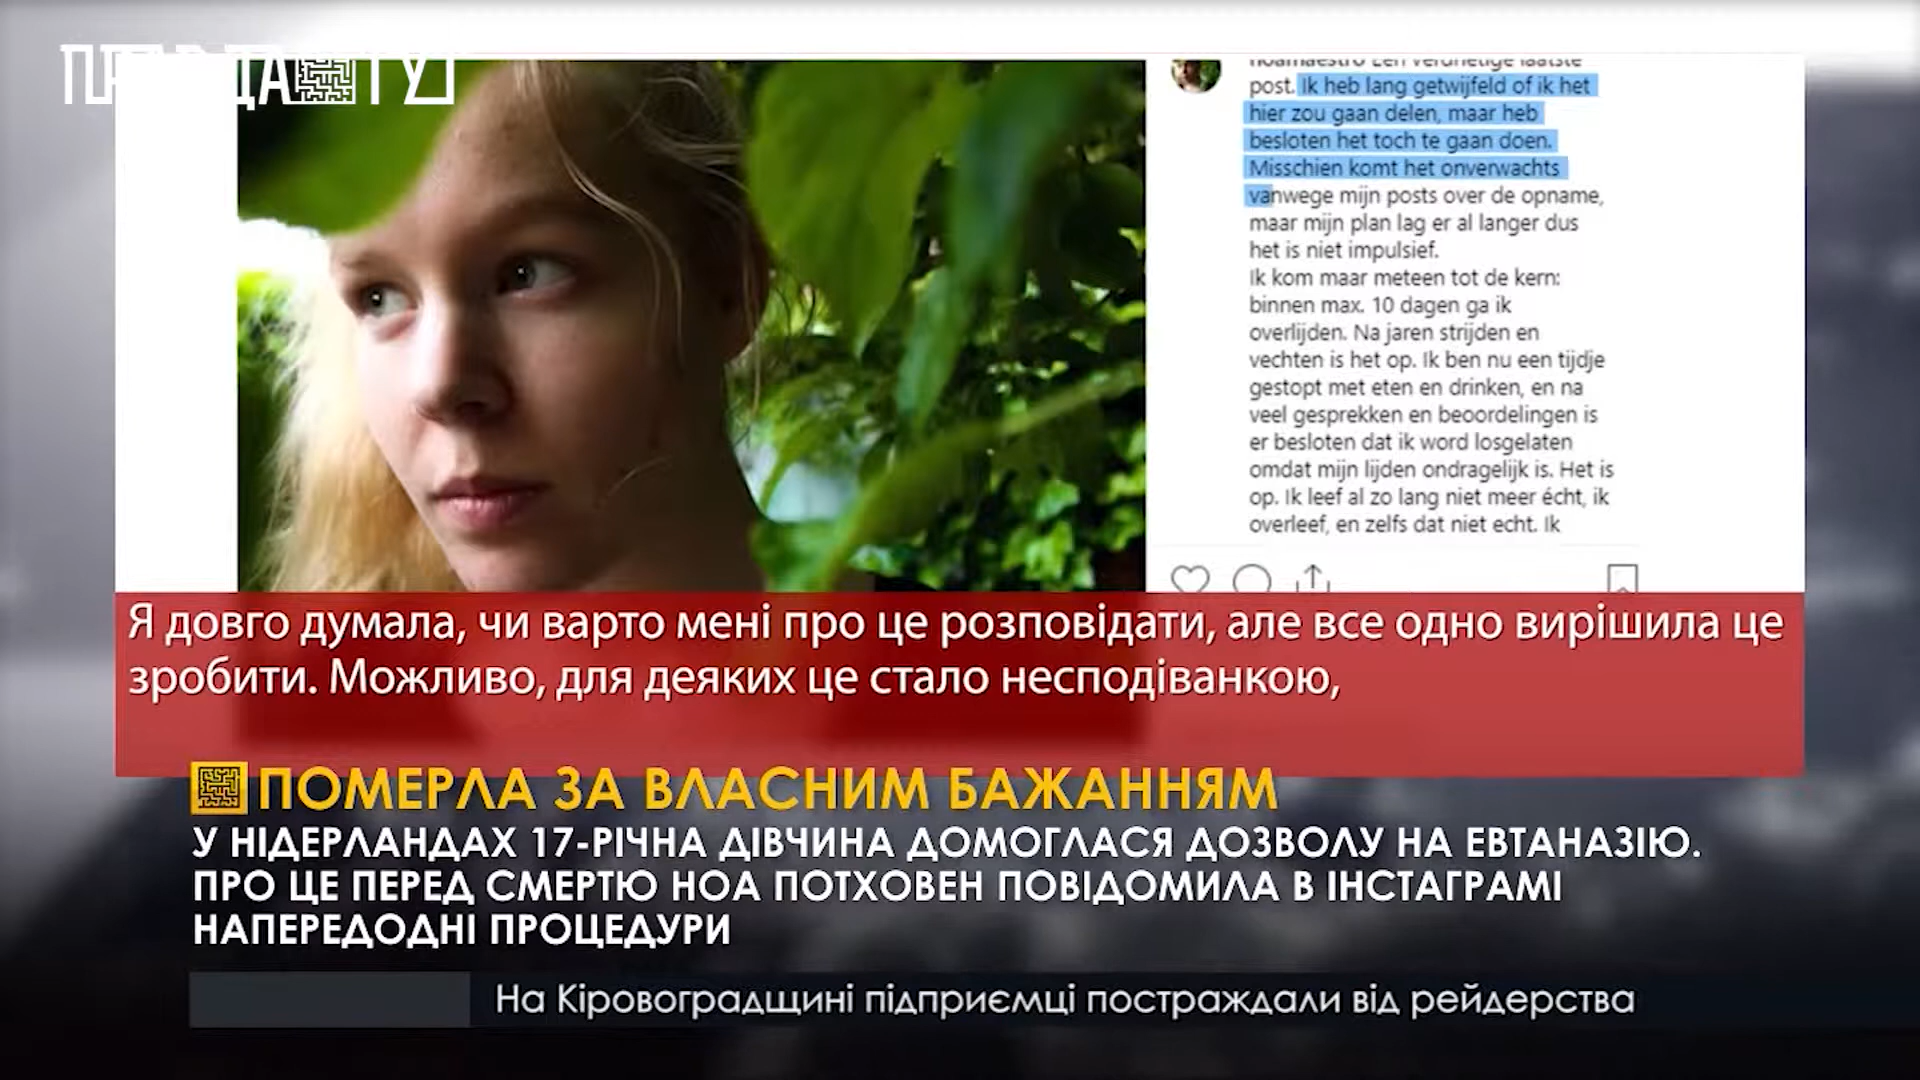 ПРАВДА ТУТ
noamaestro Een verdrietige laatste
post. Ik heb lang getwijfeld of ik het
hier zou gaan delen, maar heb
besloten het toch te gaan doen.
Misschien komt het onverwachts
vanwege mijn posts over de opname,
maar mijn plan lag er al langer dus
het is niet impulsief.
Ik kom maar meteen tot de kern:
binnen max. 10 dagen ga ik
overlijden. Na jaren strijden en
vechten is het op. Ik ben nu een tijdje
gestopt met eten en drinken, en na
veel gesprekken en beoordelingen is
er besloten dat ik word losgelaten
omdat mijn lijden ondragelijk is. Het is
op. Ik leef al zo lang niet meer écht, ik
overleef, en zelfs dat niet echt. Ik
Я довго думала, чи варто мені про це розповідати, але все одно вирішила це
зробити. Можливо, для деяких це стало несподіванкою,
ПОМЕРЛА ЗА ВЛАСНИМ БАЖАННЯМ
У НІДЕРЛАНДАХ 17-РІЧНА ДІВЧИНА ДОМОГЛАСЯ ДОЗВОЛУ НА ЕВТАНАЗІЮ.
ПРО ЦЕ ПЕРЕД СМЕРТЮ НОА ПОТХОВЕН ПОВІДОМИЛА В ІНСТАГРАМІ
НАПЕРЕДОДНІ ПРОЦЕДУРИ
На Кіровоградщині підприємці постраждали від рейдерства